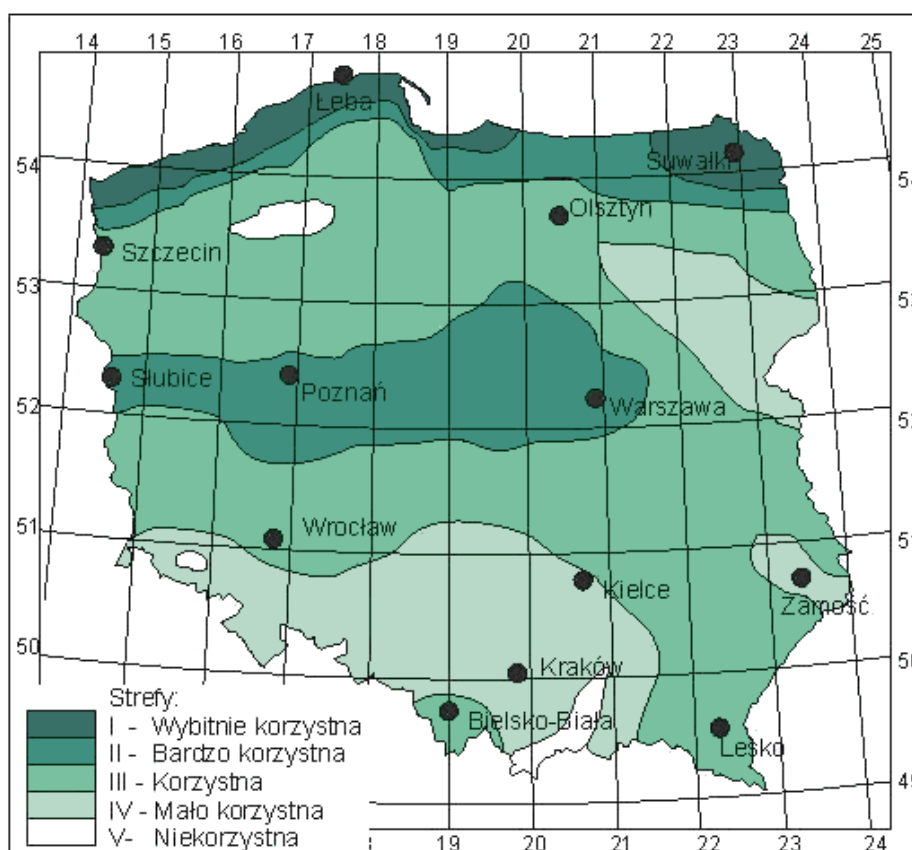 14 15 16 17 18 19 20 21 22 23 24 25
Łeba
54
Suwałki
Olsztyn
Szczecin
53
Słubice
Poznań
Warszawa
52
52
Wrocław
51
51
Kielce
Zamość
50
50
Kraków
Bielsko-Biała
Lesko
49
Strefy:
I - Wybitnie korzystna
II - Bardzo korzystna
III - Korzystna
IV - Mało korzystna
V- Niekorzystna
19 20 21 22 23 24